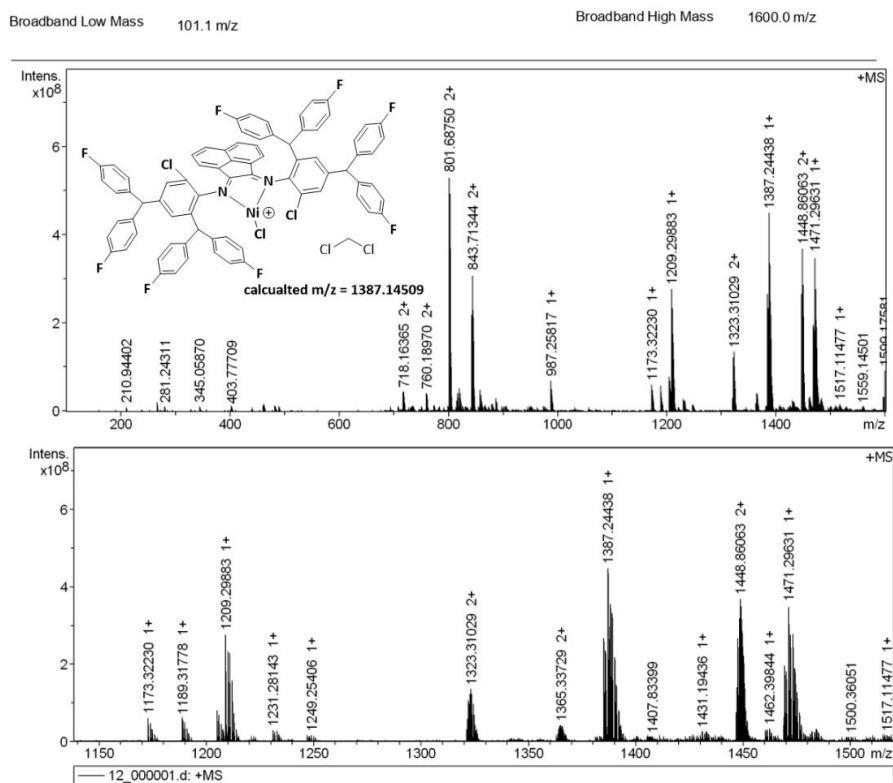 Broadband Low Mass 101.1 m/z Broadband High Mass 1600.0 m/z
Intens.
x10⁸
+MS
6
4
2
0
210.94402
281.24311
345.05870
403.77709
718.16365 2+
760.18970 2+
801.68750 2+
843.71344 2+
987.25817 1+
1173.32230 1+
1209.29883 1+
1323.31029 2+
1387.24438 1+
1448.86063 2+
1471.29631 1+
1517.11477 1+
1559.14501
1599.17581
F
F
F
F
F
F
F
F
Cl
N
N
Cl
Ni ⊕
Cl
Cl
Cl
calcualted m/z = 1387.14509
200 400 600 800 1000 1200 1400 m/z
Intens.
x10⁸
+MS
6
4
2
0
1173.32230 1+
1189.31778 1+
1209.29883 1+
1231.28143 1+
1249.25406 1+
1323.31029 2+
1365.33729 2+
1387.24438 1+
1407.83399
1431.19436 1+
1448.86063 2+
1462.39844 1+
1471.29631 1+
1500.36051
1517.11477 1+
1150 1200 1250 1300 1350 1400 1450 1500 m/z
12_000001.d: +MS